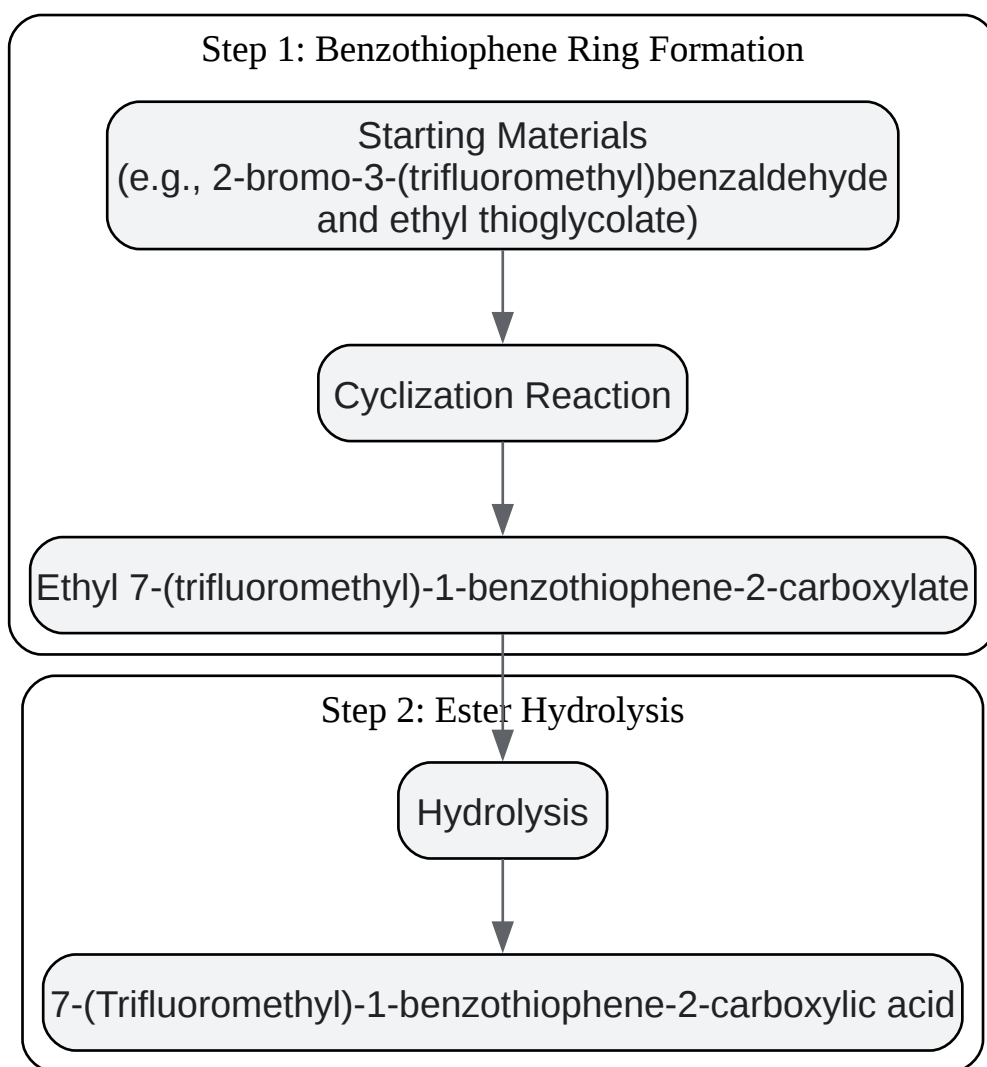 Step 1: Benzothiophene Ring Formation
Starting Materials
(e.g., 2-bromo-3-(trifluoromethyl)benzaldehyde
and ethyl thioglycolate)
Cyclization Reaction
Ethyl 7-(trifluoromethyl)-1-benzothiophene-2-carboxylate
Step 2: Ester Hydrolysis
Hydrolysis
7-(Trifluoromethyl)-1-benzothiophene-2-carboxylic acid